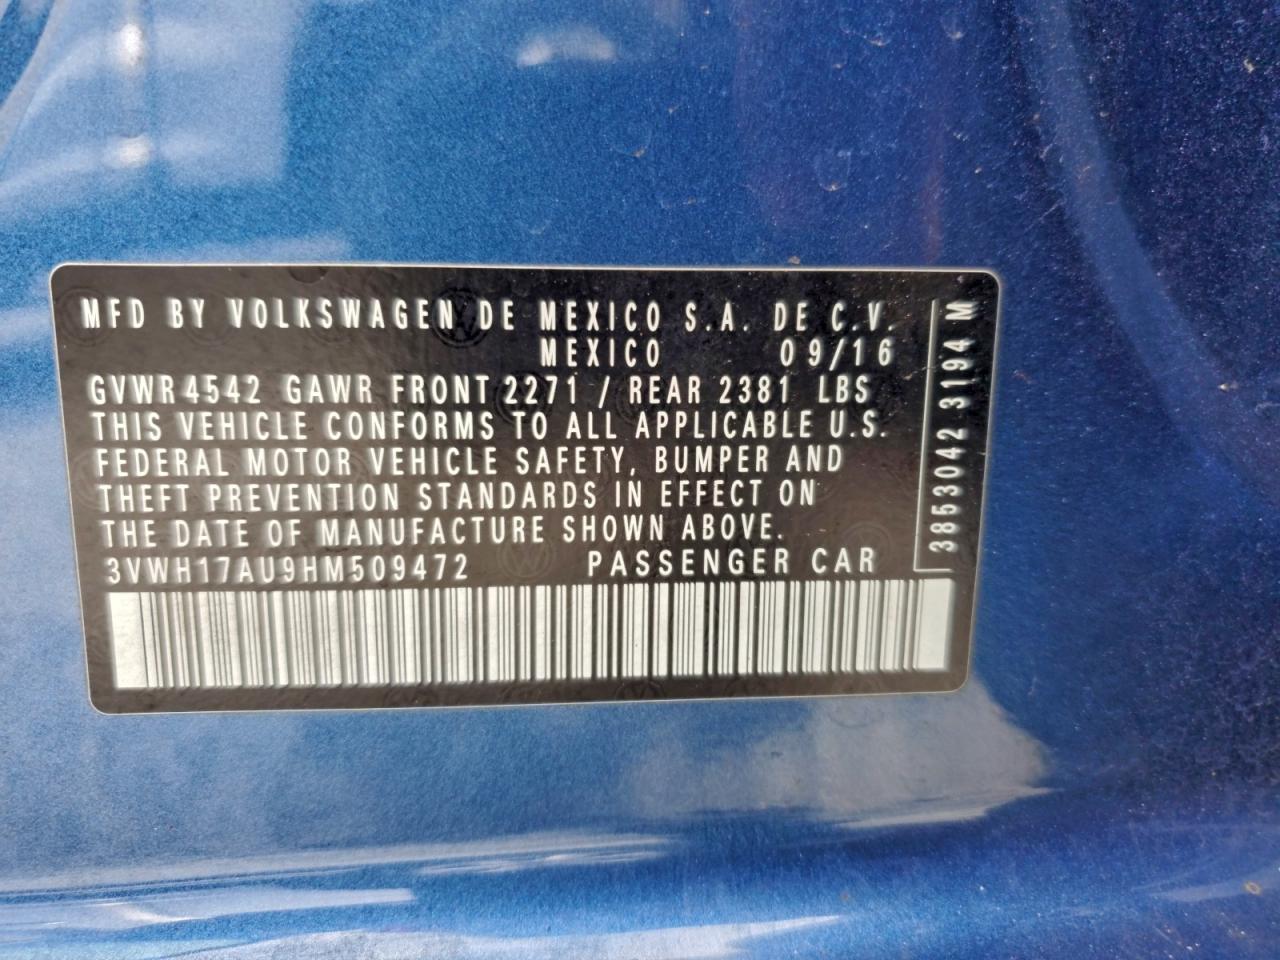 MFD BY VOLKSWAGEN DE MEXICO S.A. DE C.V.
MEXICO 09/16
GVWR 4542 GAWR FRONT 2271 / REAR 2381 LBS
THIS VEHICLE CONFORMS TO ALL APPLICABLE U.S.
FEDERAL MOTOR VEHICLE SAFETY, BUMPER AND
THEFT PREVENTION STANDARDS IN EFFECT ON
THE DATE OF MANUFACTURE SHOWN ABOVE.
3VWH17AU9HM509472 PASSENGER CAR
3853042 3194 M